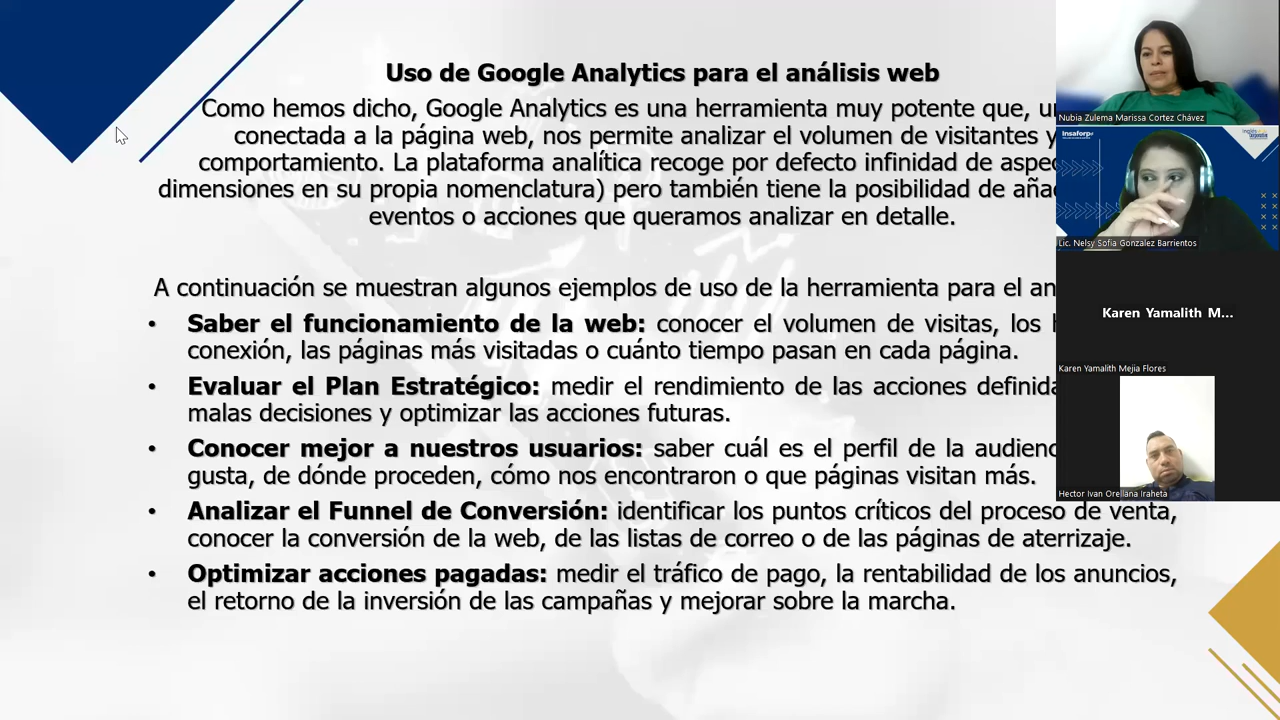 Uso de Google Analytics para el análisis web
Como hemos dicho, Google Analytics es una herramienta muy potente que,
conectada a la página web, nos permite analizar el volumen de visitantes y
comportamiento. La plataforma analítica recoge por defecto infinidad de
dimensiones en su propia nomenclatura) pero también tiene la posibilidad de
eventos o acciones que queramos analizar en detalle.
A continuación se muestran algunos ejemplos de uso de la herramienta para el
• Saber el funcionamiento de la web: conocer el volumen de visitas, los
conexión, las páginas más visitadas o cuánto tiempo pasan en cada página.
• Evaluar el Plan Estratégico: medir el rendimiento de las acciones
malas decisiones y optimizar las acciones futuras.
• Conocer mejor a nuestros usuarios: saber cuál es el perfil de la
gusta, de dónde proceden, cómo nos encontraron o que páginas visitan más.
• Analizar el Funnel de Conversión: identificar los puntos críticos del proceso de venta,
conocer la conversión de la web, de las listas de correo o de las páginas de aterrizaje.
• Optimizar acciones pagadas: medir el tráfico de pago, la rentabilidad de los anuncios,
el retorno de la inversión de las campañas y mejorar sobre la marcha.
Nubia Zulema Marissa Cortez Chávez
Insaforp
Lic. Nelsy Sofia Gonzalez Barrientos
Karen Yamalith M...
Karen Yamalith Mejia Flores
Hector Ivan Orellana Iraheta